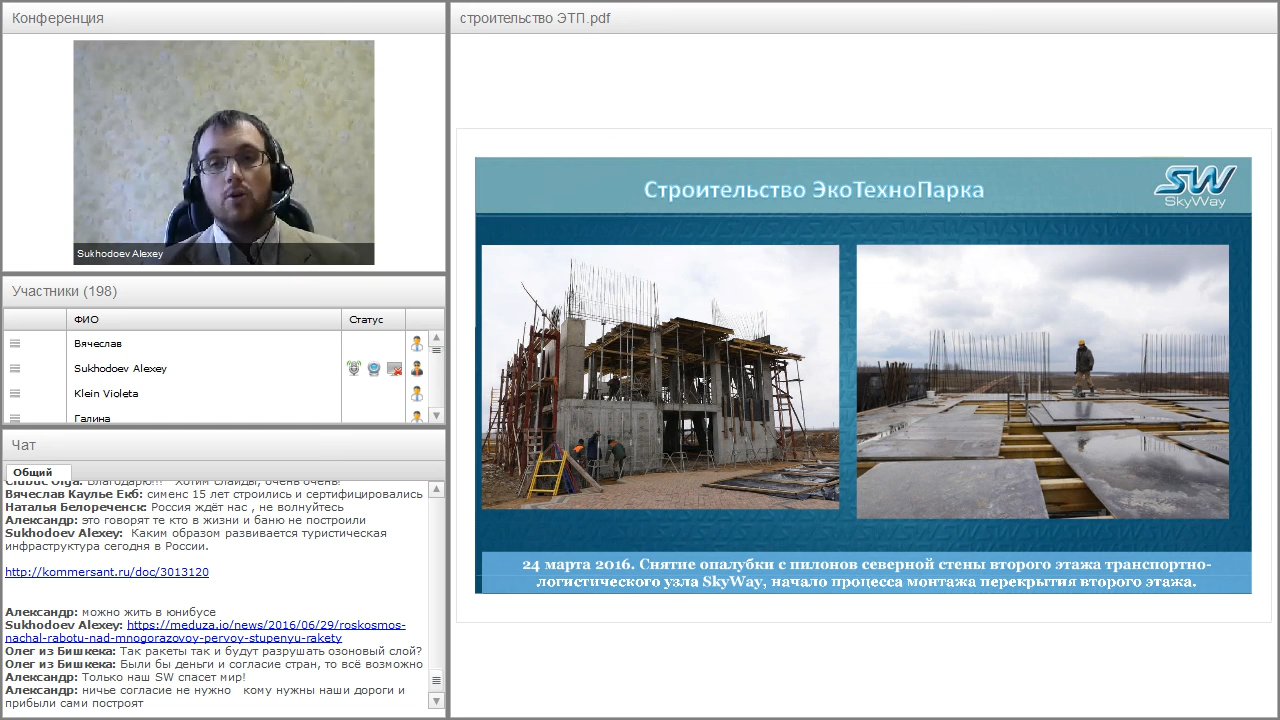 Конференция
Sukhodoev Alexey
Участники (198)
ФИО
Статус
Вячеслав
Sukhodoev Alexey
Klein Violeta
Галина
Чат
Общий
Olga: Благодарю!!! Хотим слайды, очень очень!
Вячеслав Каулье Екб: сименс 15 лет строились и сертифицировались
Наталья Белореченск: Россия ждёт нас , не волнуйтесь
Александр: это говорят те кто в жизни и баню не построили
Sukhodoev Alexey: Каким образом развивается туристическая
инфраструктура сегодня в России.
http://kommersant.ru/doc/3013120
Александр: можно жить в юнибусе
Sukhodoev Alexey: https://meduza.io/news/2016/06/29/roskosmos-
nachal-rabotu-nad-mnogorazovoy-pervoy-stupenyu-rakety
Олег из Бишкека: Так ракеты так и будут разрушать озоновый слой?
Олег из Бишкека: Были бы деньги и согласие стран, то всё возможно
Александр: Только наш SW спасет мир!
Александр: ничье согласие не нужно кому нужны наши дороги и
прибыли сами построят
строительство ЭТП.pdf
Строительство ЭкоТехноПарка
SW
SkyWay
24 марта 2016. Снятие опалубки с пилонов северной стены второго этажа транспортно-
логистического узла SkyWay, начало процесса монтажа перекрытия второго этажа.